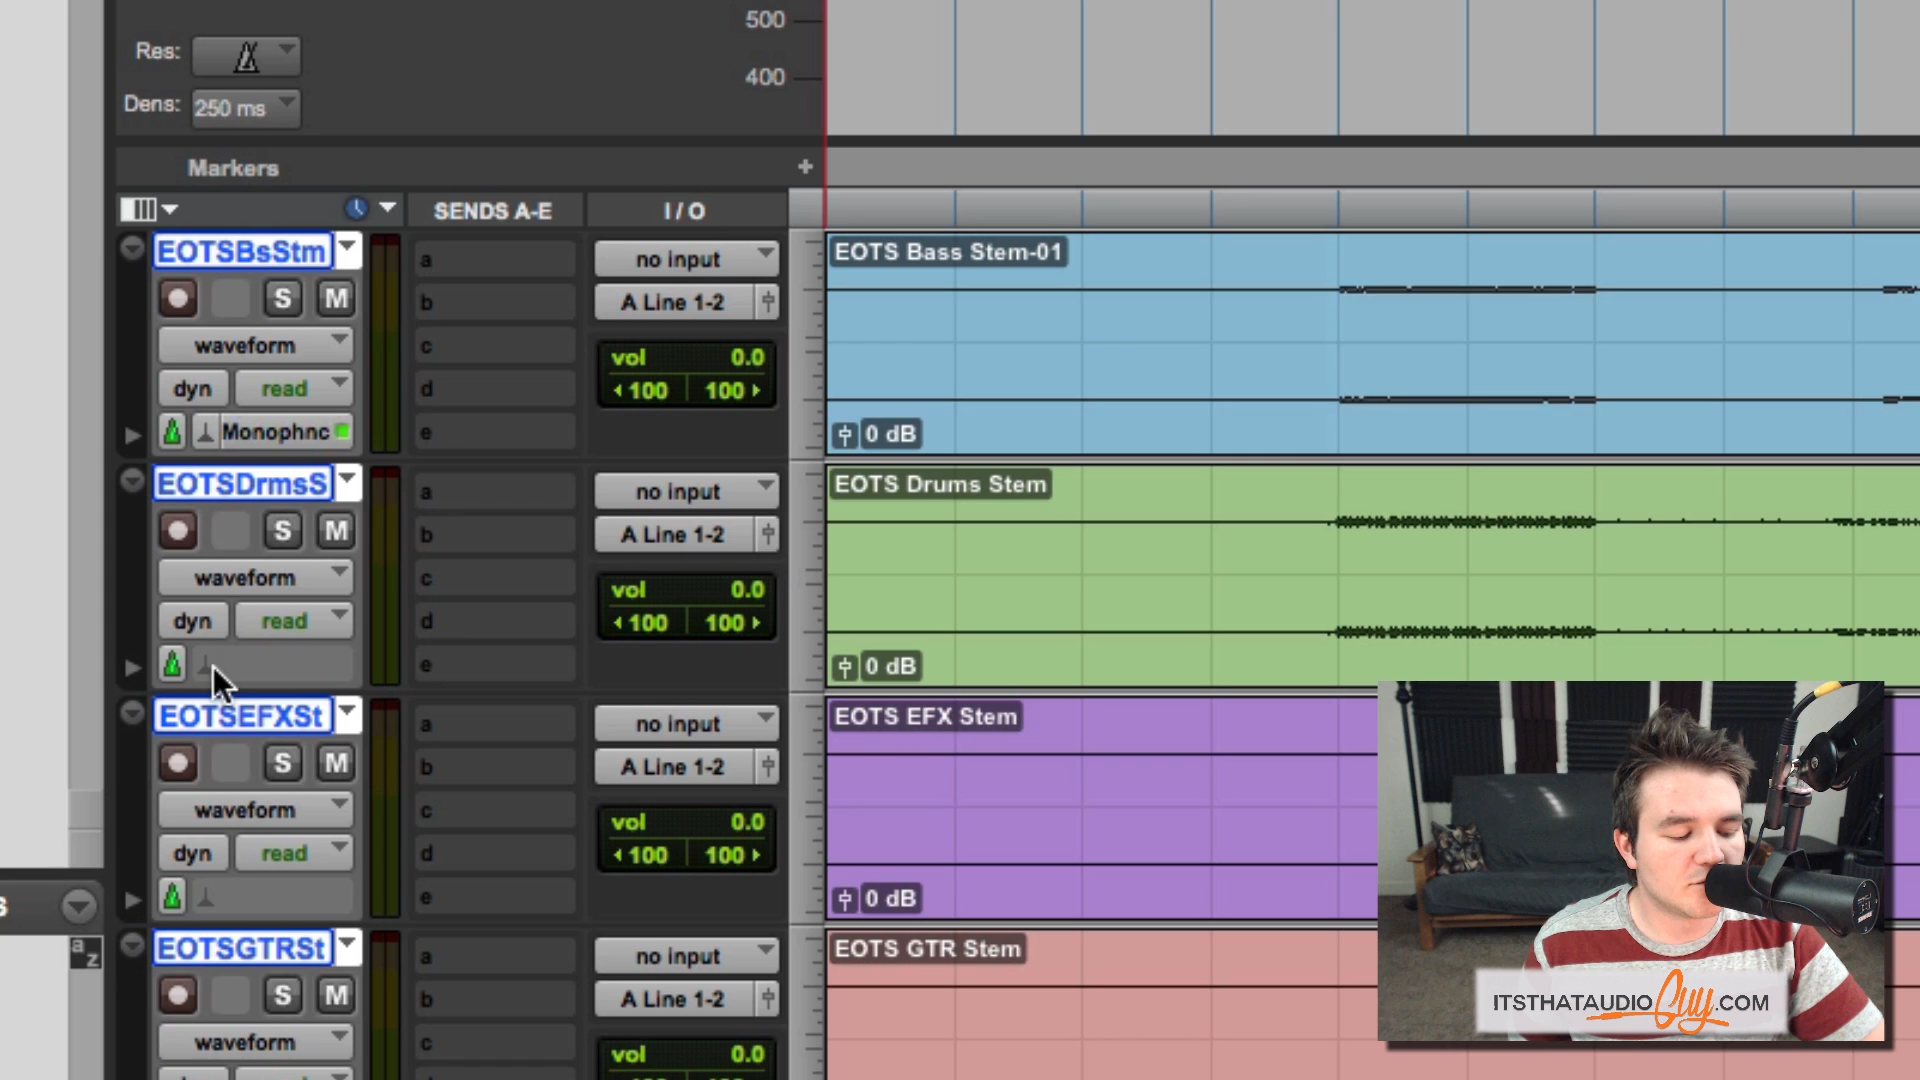 500
Res:
400
Dens: 250 ms
Markers +
SENDS A-E I / O
EOTSBsStm a no input EOTS Bass Stem-01
S M b A Line 1-2
waveform c vol 0.0
dyn read d 100 100
Monophnc e 0 dB
EOTSDrmsS a no input EOTS Drums Stem
S M b A Line 1-2
waveform c vol 0.0
dyn read d 100 100
e 0 dB
EOTSEFXSt a no input EOTS EFX Stem
S M b A Line 1-2
waveform c vol 0.0
dyn read d 100 100
e 0 dB
S
a z
EOTSGTRSt a no input EOTS GTR Stem
S M b A Line 1-2
waveform c
vol 0.0
ITSTHATAUDIOGuy.COM